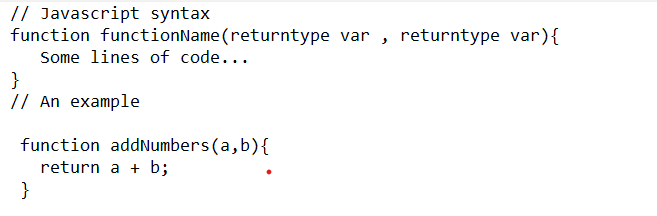 // Javascript syntax
function functionName(returntype var , returntype var){
   Some lines of code...
}
// An example

 function addNumbers(a,b){
   return a + b;
 }